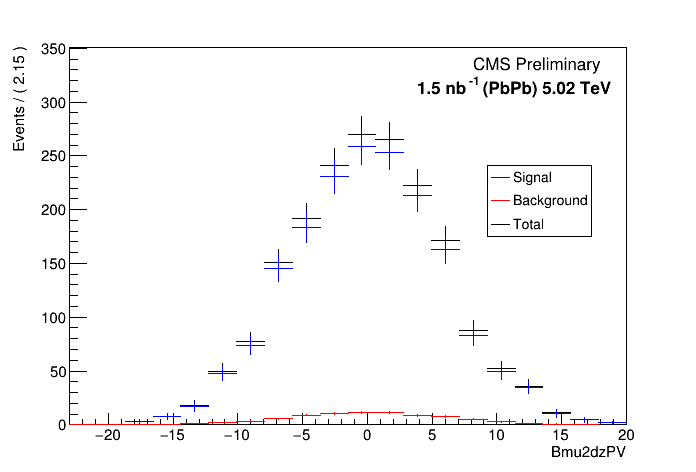 350
300
250
200
150
100
50
0
Events / ( 2.15 )
CMS Preliminary
1.5 nb⁻¹ (PbPb) 5.02 TeV
Signal
Background
Total
−20 −15 −10 −5 0 5 10 15 20
Bmu2dzPV